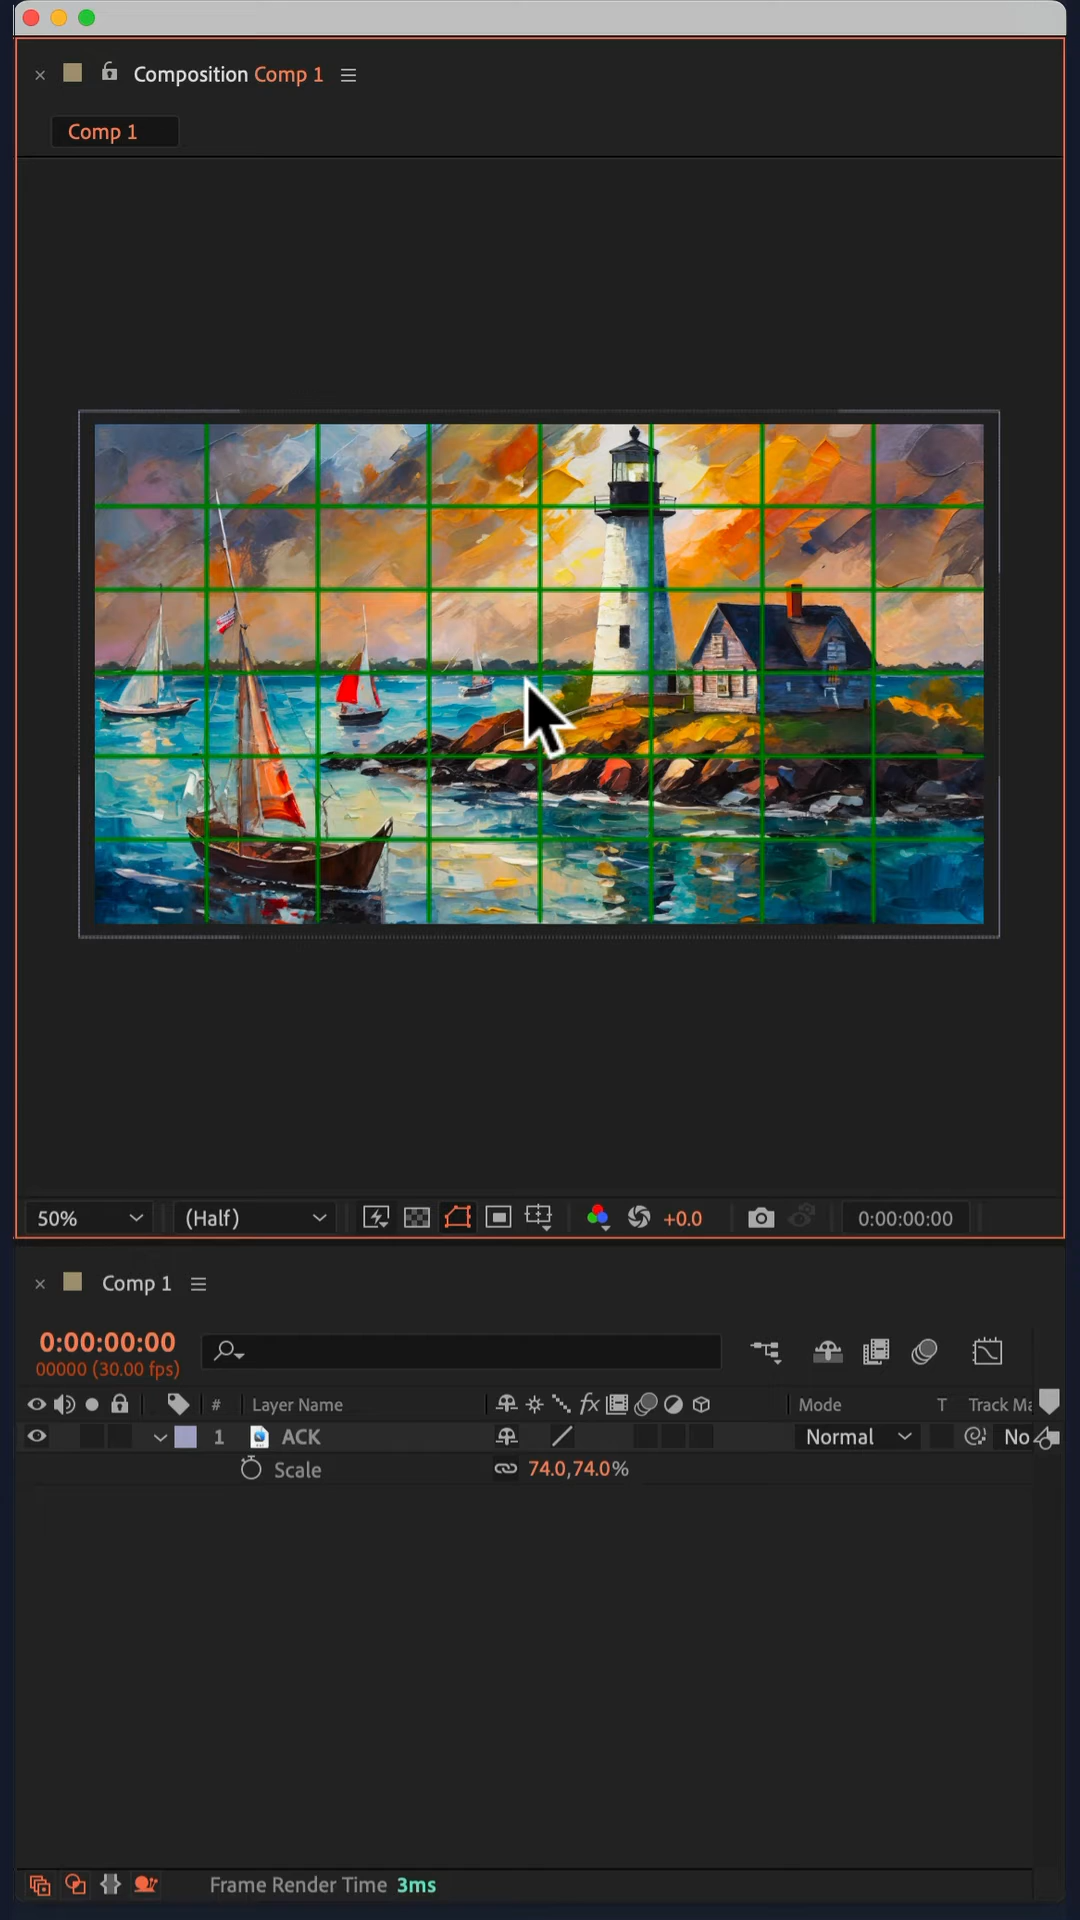 × Composition Comp 1
Comp 1
50% (Half) +0.0 0:00:00:00
× Comp 1
0:00:00:00
00000 (30.00 fps)
# Layer Name fx Mode T Track Ma
1 ACK Normal No
Scale 74.0,74.0%
Frame Render Time 3ms